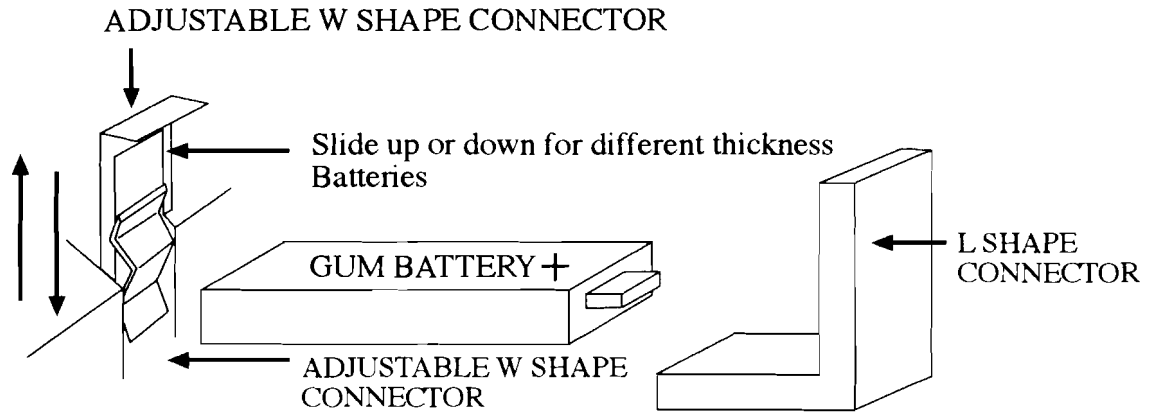 ADJUSTABLE W SHAPE CONNECTOR
Slide up or down for different thickness
Batteries
GUM BATTERY +
L SHAPE
CONNECTOR
ADJUSTABLE W SHAPE
CONNECTOR